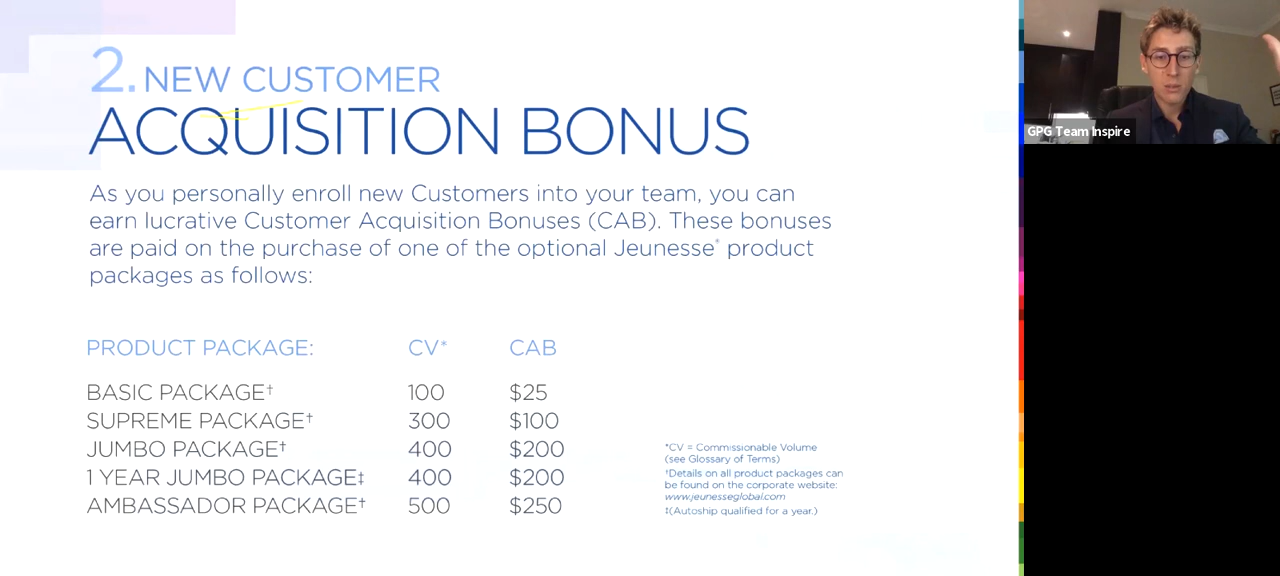 2. NEW CUSTOMER
ACQUISITION BONUS
As you personally enroll new Customers into your team, you can
earn lucrative Customer Acquisition Bonuses (CAB). These bonuses
are paid on the purchase of one of the optional Jeunesse® product
packages as follows:
PRODUCT PACKAGE: CV* CAB
BASIC PACKAGE† 100 $25
SUPREME PACKAGE† 300 $100
JUMBO PACKAGE† 400 $200
1 YEAR JUMBO PACKAGE‡ 400 $200
AMBASSADOR PACKAGE† 500 $250
*CV = Commissionable Volume
(see Glossary of Terms)
†Details on all product packages can
be found on the corporate website:
www.jeunesseglobal.com
‡(Autoship qualified for a year.)
GPG Team Inspire